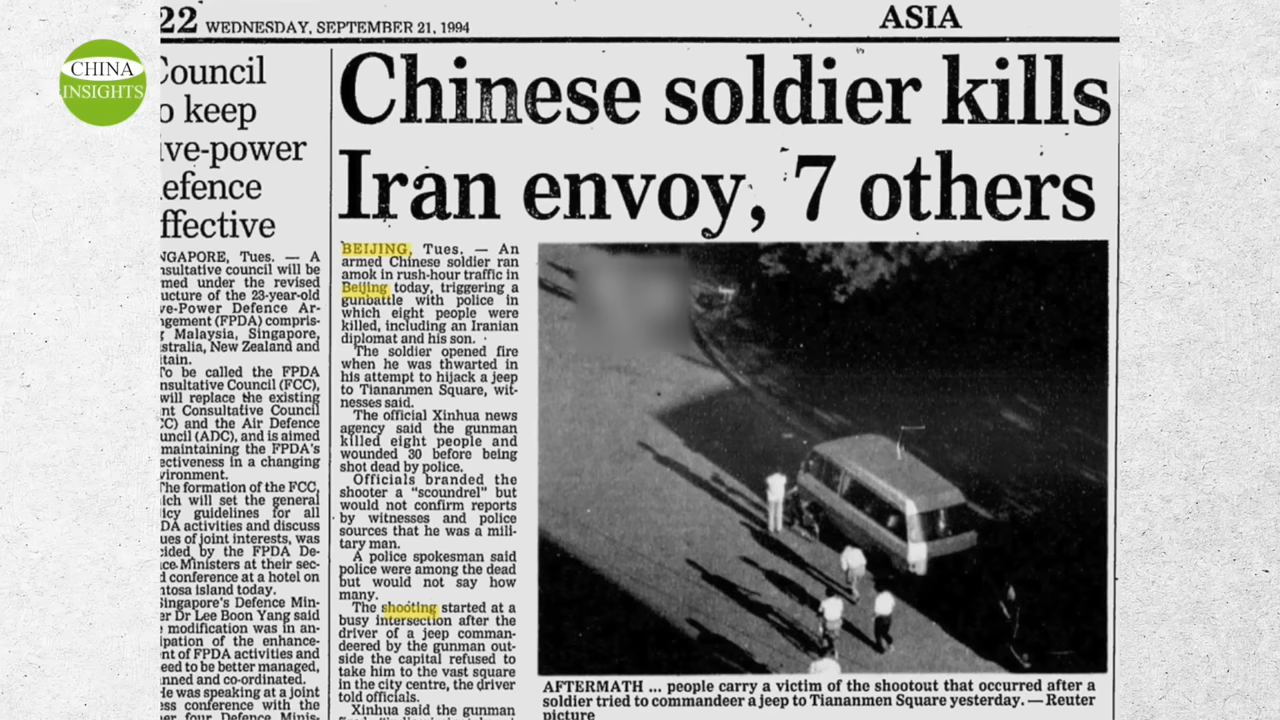 22 WEDNESDAY, SEPTEMBER 21, 1994
ASIA
CHINA
INSIGHTS
Council
o keep
ve-power
efence
ffective
NGAPORE, Tues. — A
nsultative council will be
med under the revised
ucture of the 23-year-old
ve-Power Defence Ar-
ngement (FPDA) compris-
g Malaysia, Singapore,
stralia, New Zealand and
itain.
To be called the FPDA
nsultative Council (FCC),
will replace the existing
nt Consultative Council
CC) and the Air Defence
uncil (ADC), and is aimed
maintaining the FPDA's
ectiveness in a changing
vironment.
The formation of the FCC,
ich will set the general
icy guidelines for all
DA activities and discuss
ues of joint interests, was
cided by the FPDA De-
ce Ministers at their sec-
d conference at a hotel on
ntosa island today.
Singapore's Defence Min-
er Dr Lee Boon Yang said
e modification was in an-
ipation of the enhance-
nt of FPDA activities and
eed to be better managed,
anned and co-ordinated.
He was speaking at a joint
ess conference with the
er four Defence Minis-
Chinese soldier kills
Iran envoy, 7 others
BEIJING, Tues. — An
armed Chinese soldier ran
amok in rush-hour traffic in
Beijing today, triggering a
gunbattle with police in
which eight people were
killed, including an Iranian
diplomat and his son.
The soldier opened fire
when he was thwarted in
his attempt to hijack a jeep
to Tiananmen Square, wit-
nesses said.
The official Xinhua news
agency said the gunman
killed eight people and
wounded 30 before being
shot dead by police.
Officials branded the
shooter a "scoundrel" but
would not confirm reports
by witnesses and police
sources that he was a mili-
tary man.
A police spokesman said
police were among the dead
but would not say how
many.
The shooting started at a
busy intersection after the
driver of a jeep comman-
deered by the gunman out-
side the capital refused to
take him to the vast square
in the city centre, the driver
told officials.
Xinhua said the gunman
AFTERMATH ... people carry a victim of the shootout that occurred after a
soldier tried to commandeer a jeep to Tiananmen Square yesterday. — Reuter
picture